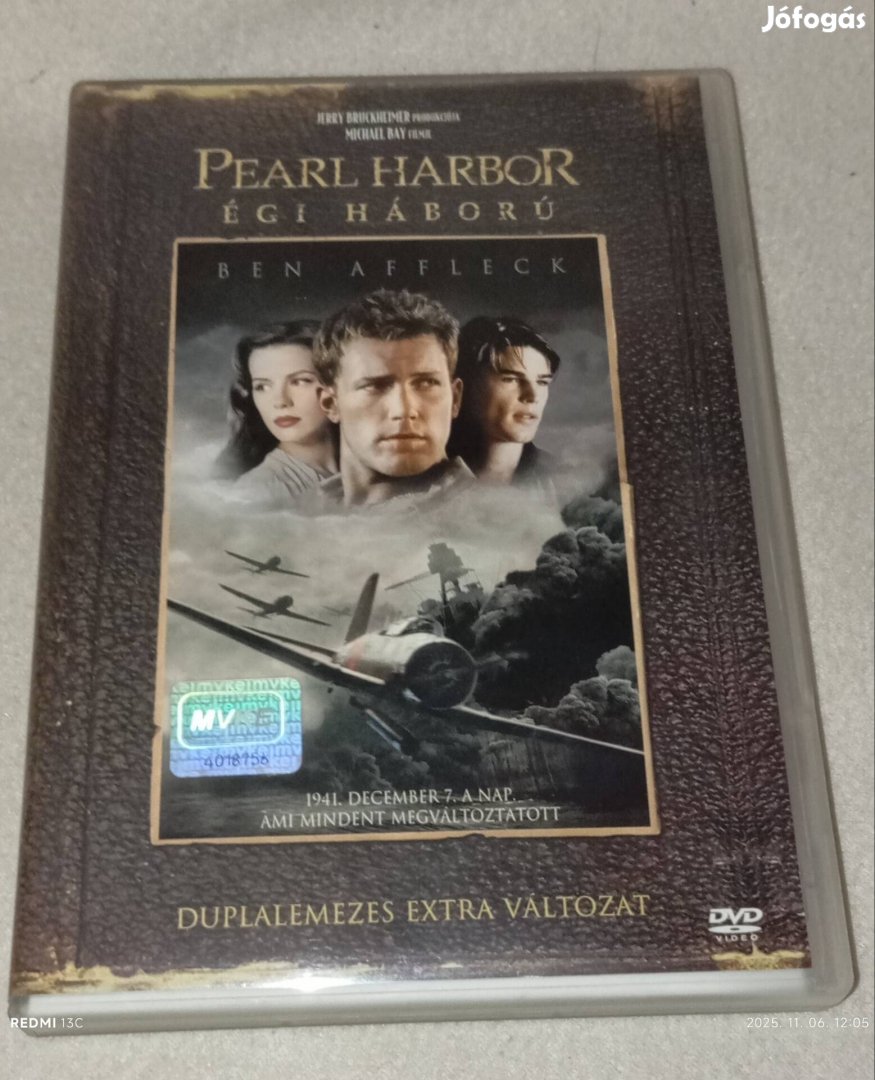 Jófogás
JERRY BRUCKHEIMER PRODUKCIÓJA
MICHAEL BAY FILMJE
PEARL HARBOR
ÉGI HÁBORÚ
BEN AFFLECK
MV
4018756
1941. DECEMBER 7. A NAP,
AMI MINDENT MEGVÁLTOZTATOTT
DUPLALEMEZES EXTRA VÁLTOZAT
DVD
VIDEO
REDMI 13C
2025. 11. 06. 12:05